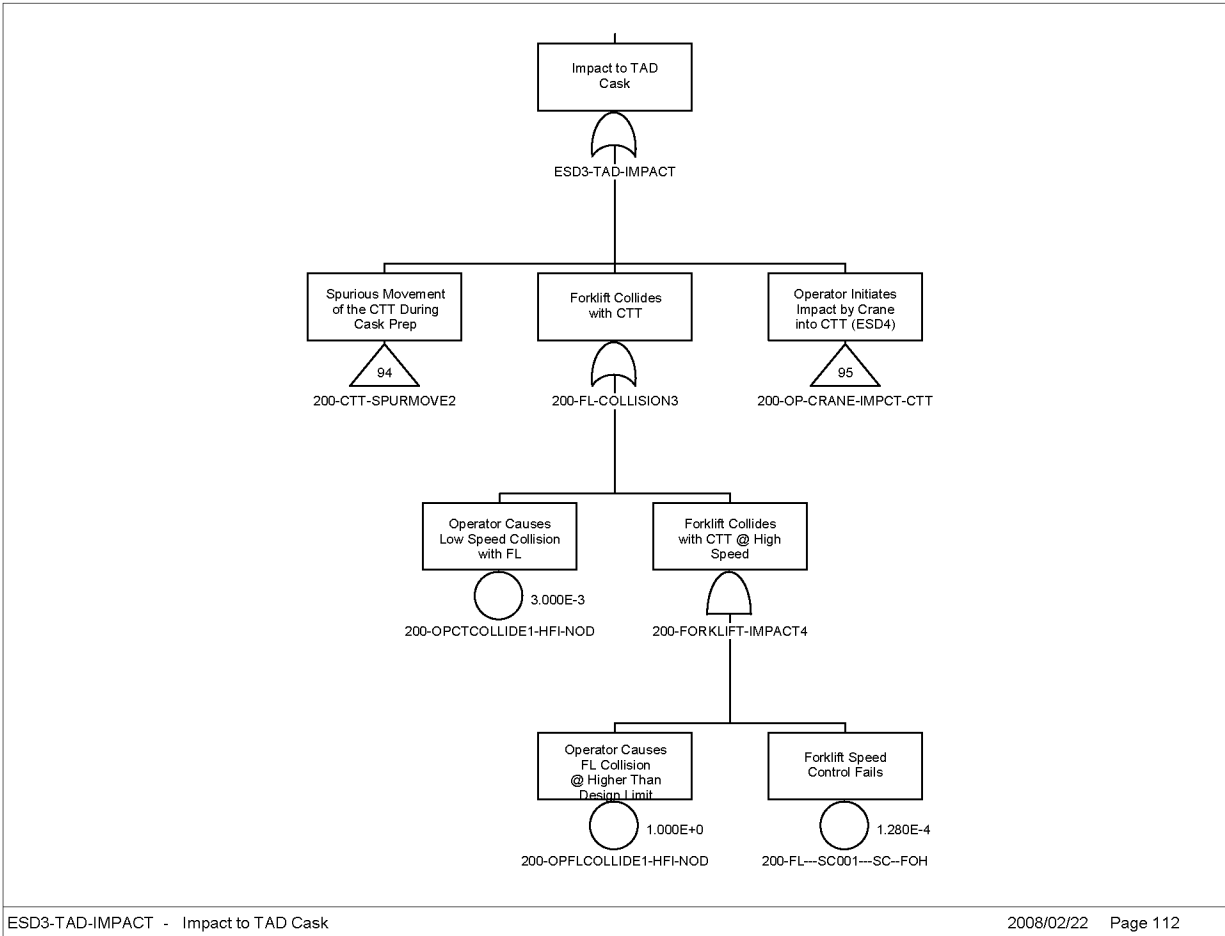 Impact to TAD
Cask
ESD3-TAD-IMPACT
Spurious Movement
of the CTT During
Cask Prep
94
200-CTT-SPURMOVE2
Forklift Collides
with CTT
200-FL-COLLISION3
Operator Initiates
Impact by Crane
into CTT (ESD4)
95
200-OP-CRANE-IMPCT-CTT
Operator Causes
Low Speed Collision
with FL
3.000E-3
200-OPCTCOLLIDE1-HFI-NOD
Forklift Collides
with CTT @ High
Speed
200-FORKLIFT-IMPACT4
Operator Causes
FL Collision
@ Higher Than
Design Limit
1.000E+0
200-OPFLCOLLIDE1-HFI-NOD
Forklift Speed
Control Fails
1.280E-4
200-FL---SC001---SC--FOH
ESD3-TAD-IMPACT - Impact to TAD Cask
2008/02/22 Page 112